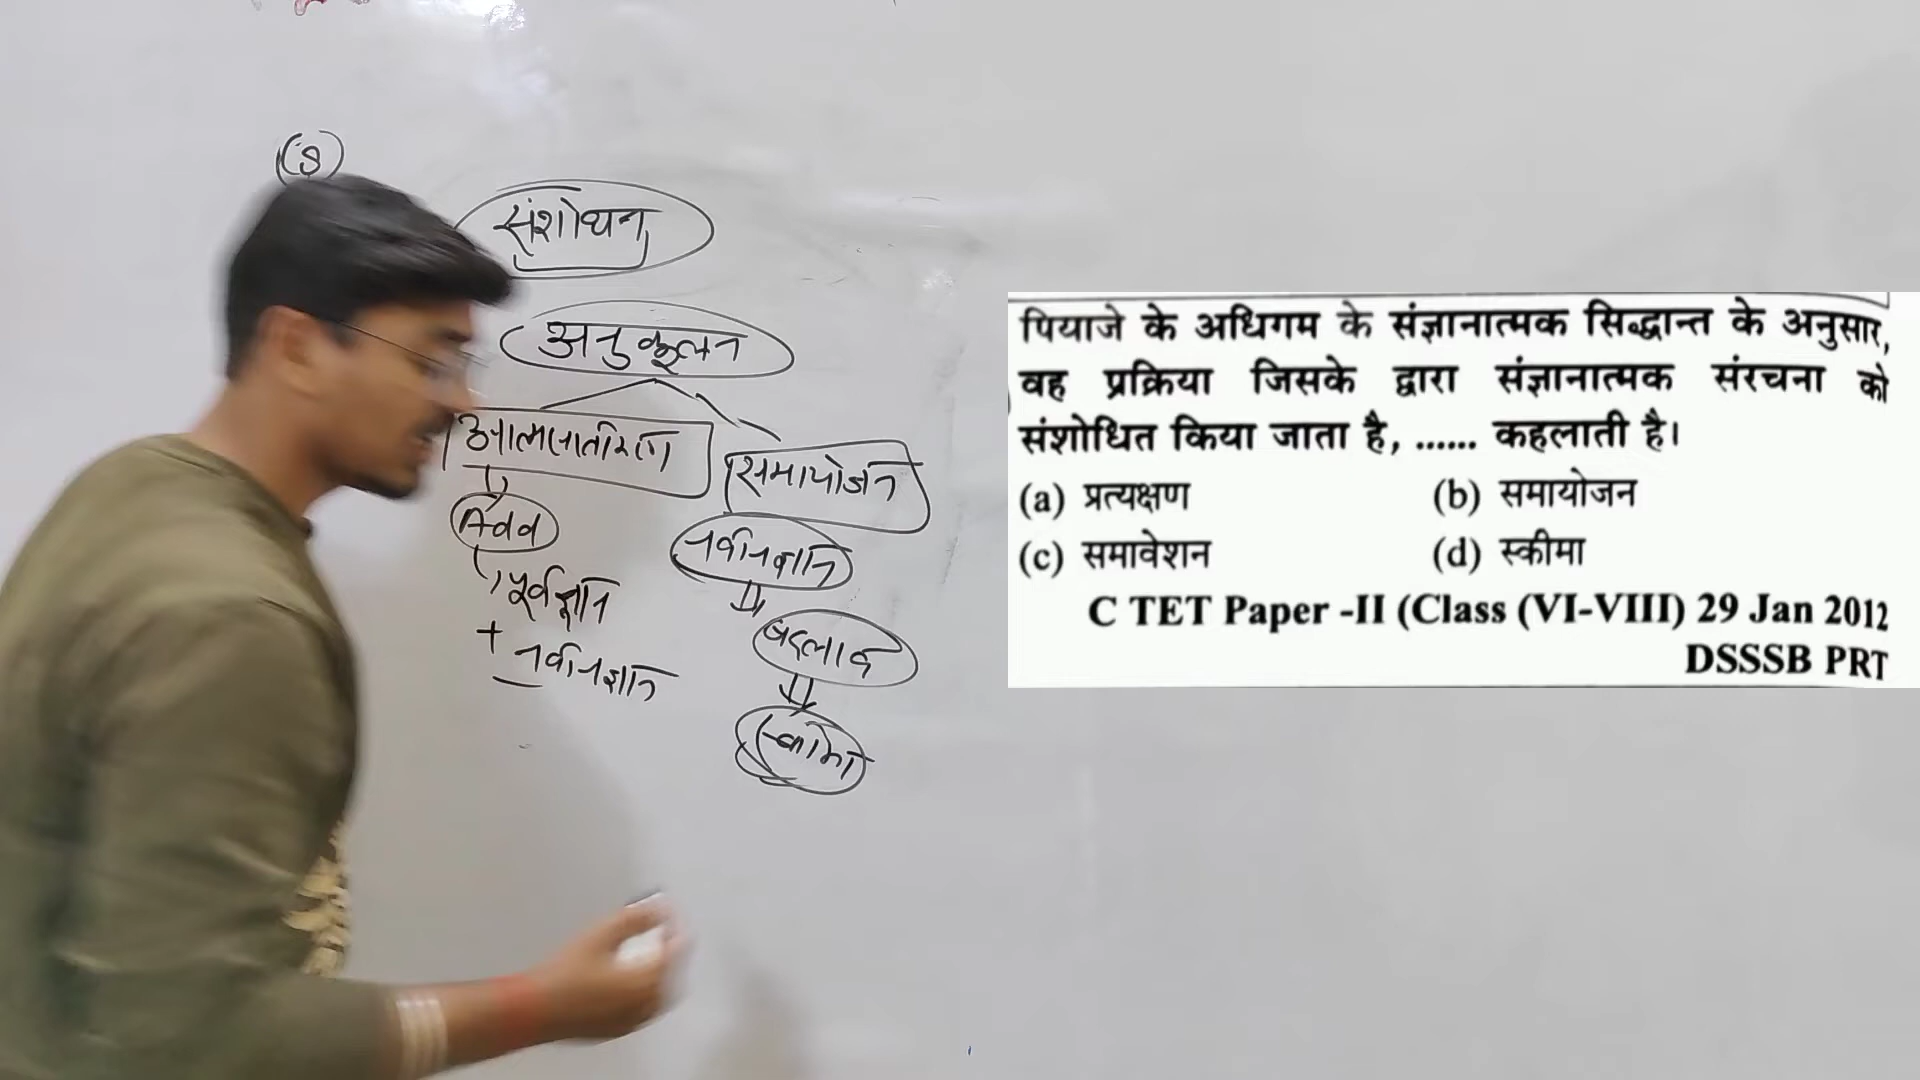 (S)
संशोधन
अनुकूलन
आत्मसातीकरण
समायोजन
Add
नवीनज्ञान
पूर्वज्ञान
+ नवीनज्ञान
बदलाव
स्कीमा
पियाजे के अधिगम के संज्ञानात्मक सिद्धान्त के अनुसार,
वह प्रक्रिया जिसके द्वारा संज्ञानात्मक संरचना को
संशोधित किया जाता है, ...... कहलाती है।
(a) प्रत्यक्षण (b) समायोजन
(c) समावेशन (d) स्कीमा
C TET Paper -II (Class (VI-VIII) 29 Jan 2012
DSSSB PRT